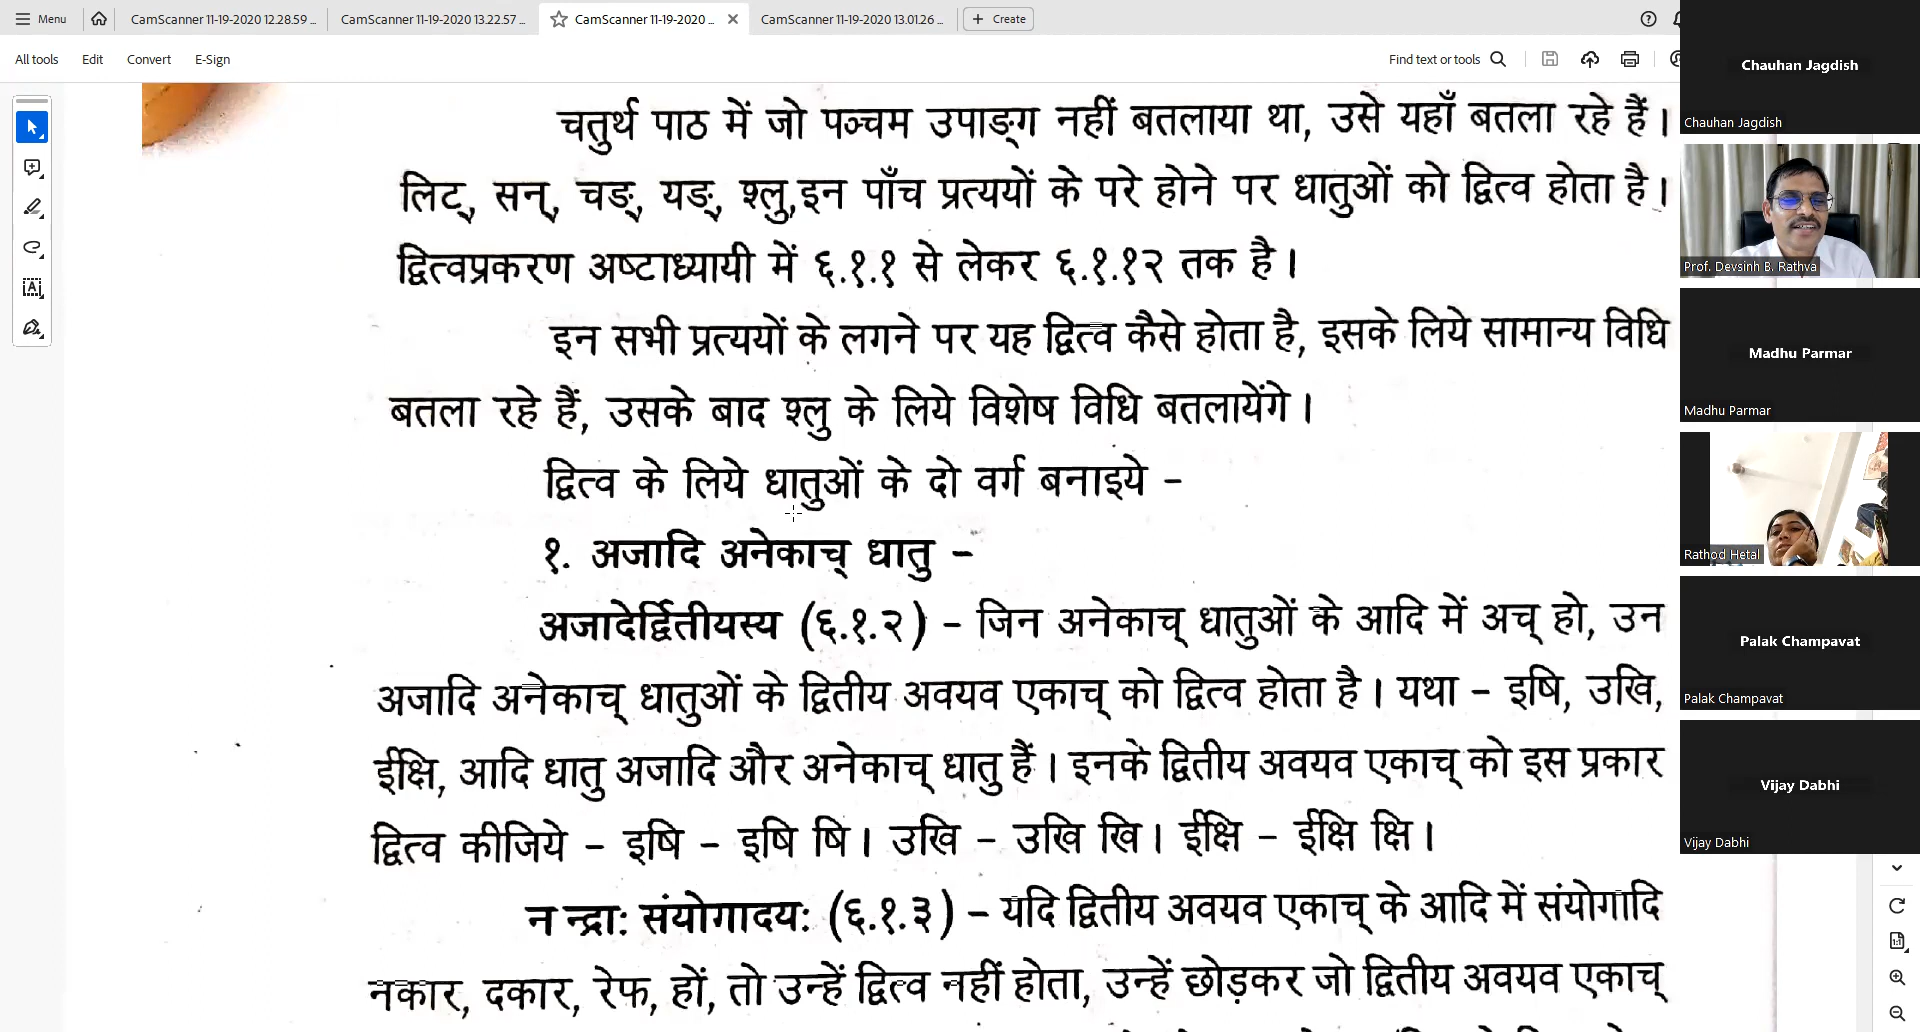 Menu
CamScanner 11-19-2020 12.28.59 ...
CamScanner 11-19-2020 13.22.57 ...
CamScanner 11-19-2020 ...
CamScanner 11-19-2020 13.01.26 ...
+ Create
All tools Edit Convert E-Sign
Find text or tools
चतुर्थ पाठ में जो पञ्चम उपाङ्ग नहीं बतलाया था, उसे यहाँ बतला रहे हैं।
लिट्, सन्, चङ्, यङ्, श्लु,इन पाँच प्रत्ययों के परे होने पर धातुओं को द्वित्व होता है।
द्वित्वप्रकरण अष्टाध्यायी में ६.१.१ से लेकर ६.१.१२ तक है।
इन सभी प्रत्ययों के लगने पर यह द्वित्व कैसे होता है, इसके लिये सामान्य विधि
बतला रहे हैं, उसके बाद श्लु के लिये विशेष विधि बतलायेंगे।
द्वित्व के लिये धातुओं के दो वर्ग बनाइये -
१. अजादि अनेकाच् धातु -
अजादेर्द्वितीयस्य (६.१.२) - जिन अनेकाच् धातुओं के आदि में अच् हो, उन
अजादि अनेकाच् धातुओं के द्वितीय अवयव एकाच् को द्वित्व होता है। यथा - इषि, उखि,
ईक्षि, आदि धातु अजादि और अनेकाच् धातु हैं। इनके द्वितीय अवयव एकाच् को इस प्रकार
द्वित्व कीजिये - इषि - इषि षि। उखि - उखि खि। ईक्षि - ईक्षि क्षि।
न न्द्राः संयोगादयः (६.१.३) - यदि द्वितीय अवयव एकाच् के आदि में संयोगादि
नकार, दकार, रेफ, हों, तो उन्हें द्वित्व नहीं होता, उन्हें छोड़कर जो द्वितीय अवयव एकाच्
Chauhan Jagdish
Chauhan Jagdish
Prof. Devsinh B. Rathva
Madhu Parmar
Madhu Parmar
Rathod Hetal
Palak Champavat
Palak Champavat
Vijay Dabhi
Vijay Dabhi